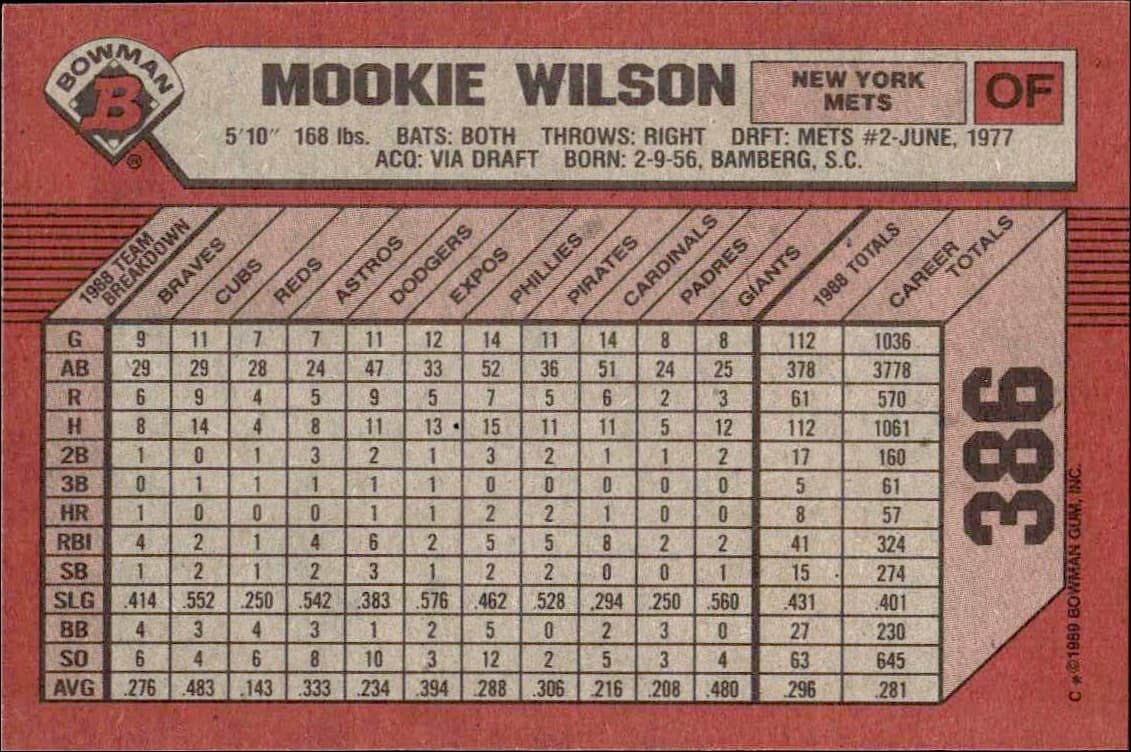 BOWMAN
B
®
MOOKIE WILSON
NEW YORK
METS
OF
5'10" 168 lbs. BATS: BOTH THROWS: RIGHT DRFT: METS #2-JUNE, 1977
ACQ: VIA DRAFT BORN: 2-9-56, BAMBERG, S.C.
1988 TEAM BREAKDOWN BRAVES CUBS REDS ASTROS DODGERS EXPOS PHILLIES PIRATES CARDINALS PADRES GIANTS 1988 TOTALS CAREER TOTALS
G 9 11 7 7 11 12 14 11 14 8 8 112 1036
AB 29 29 28 24 47 33 52 36 51 24 25 378 3778
R 6 9 4 5 9 5 7 5 6 2 3 61 570
H 8 14 4 8 11 13 15 11 11 5 12 112 1061
2B 1 0 1 3 2 1 3 2 1 1 2 17 160
3B 0 1 1 1 1 1 0 0 0 0 0 5 61
HR 1 0 0 0 1 1 2 2 1 0 0 8 57
RBI 4 2 1 4 6 2 5 5 8 2 2 41 324
SB 1 2 1 2 3 1 2 2 0 0 1 15 274
SLG .414 .552 .250 .542 .383 .576 .462 .528 .294 .250 .560 .431 .401
BB 4 3 4 3 1 2 5 0 2 3 0 27 230
SO 6 4 6 8 10 3 12 2 5 3 4 63 645
AVG .276 .483 .143 .333 .234 .394 .288 .306 .216 .208 .480 .296 .281
386
C * © 1989 BOWMAN GUM, INC.